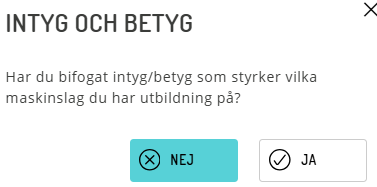 INTYG OCH BETYG
Har du bifogat intyg/betyg som styrker vilka
maskinslag du har utbildning på?
NEJ
JA